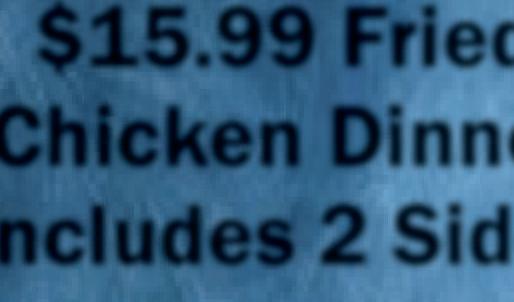 $15.99 Fried
Chicken Dinne
ncludes 2 Sid